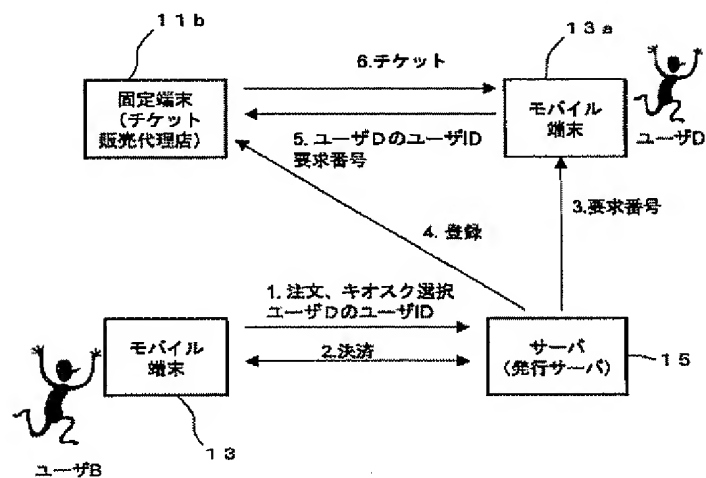 11b
13a
6.チケット
固定端末
(チケット
販売代理店)
モバイル
端末
ユーザD
5. ユーザDのユーザID
要求番号
3.要求番号
4. 登録
1. 注文、キオスク選択
ユーザDのユーザID
モバイル
端末
2.決済
サーバ
(発行サーバ)
15
13
ユーザB